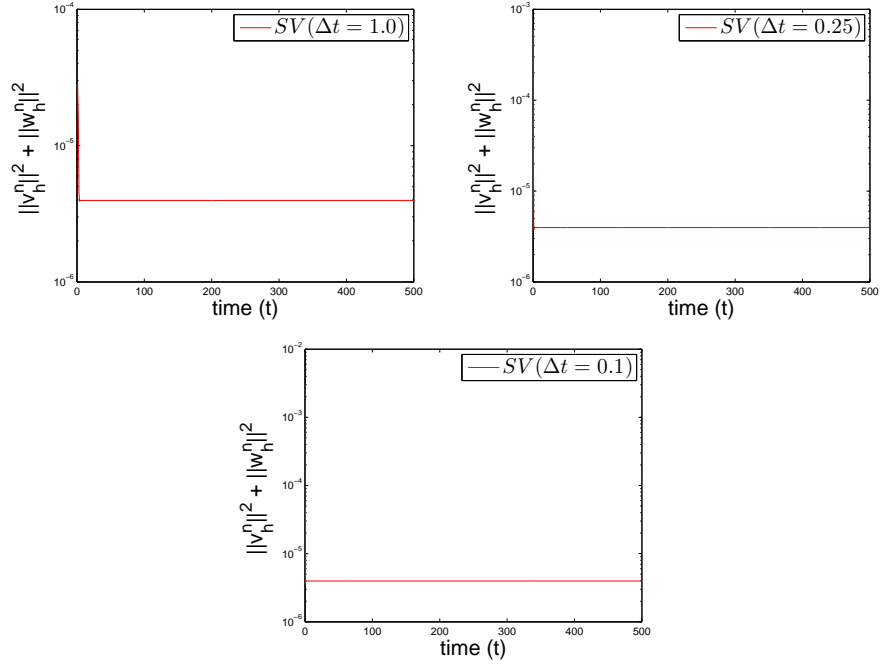 10^-4
10^-5
10^-6
||v_h^n||^2 + ||w_h^n||^2
SV(Δt = 1.0)
0 100 200 300 400 500
time (t)
10^-3
10^-4
10^-5
10^-6
||v_h^n||^2 + ||w_h^n||^2
SV(Δt = 0.25)
0 100 200 300 400 500
time (t)
10^-2
10^-3
10^-4
10^-5
10^-6
||v_h^n||^2 + ||w_h^n||^2
SV(Δt = 0.1)
0 100 200 300 400 500
time (t)